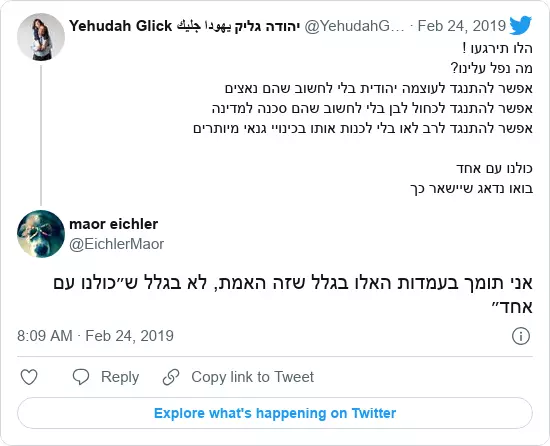 Yehudah Glick יהודה גליק يهودا جليك @YehudahG… · Feb 24, 2019
הלו תירגעו !
מה נפל עלינו?
אפשר להתנגד לעוצמה יהודית בלי לחשוב שהם נאצים
אפשר להתנגד לכחול לבן בלי לחשוב שהם סכנה למדינה
אפשר להתנגד לרב לאו בלי לכנות אותו בכינויי גנאי מיותרים
כולנו עם אחד
בואו נדאג שיישאר כך
maor eichler
@EichlerMaor
אני תומך בעמדות האלו בגלל שזה האמת, לא בגלל ש״כולנו עם
אחד״
8:09 AM · Feb 24, 2019
Reply
Copy link to Tweet
Explore what's happening on Twitter